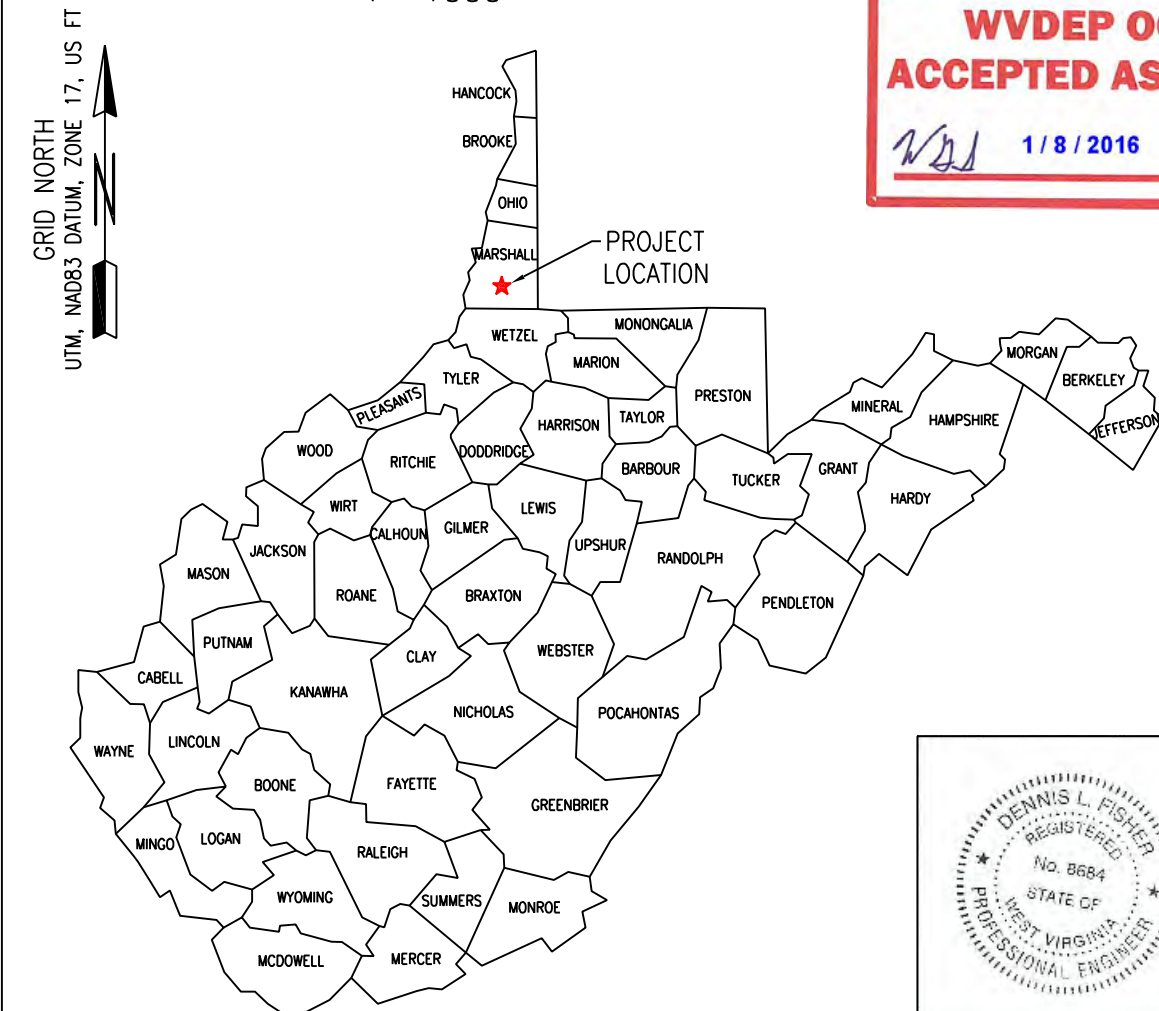 GRID NORTH
UTM, NAD83 DATUM, ZONE 17, US FT
N
WVDEP OO
ACCEPTED AS
1 / 8 / 2016
HANCOCK
BROOKE
OHIO
MARSHALL
PROJECT
LOCATION
WETZEL
MONONGALIA
MARION
TYLER
PLEASANTS
PRESTON
MORGAN
BERKELEY
JEFFERSON
MINERAL
HAMPSHIRE
WOOD
RITCHIE
DODDRIDGE
HARRISON
TAYLOR
BARBOUR
TUCKER
GRANT
HARDY
WIRT
CALHOUN
GILMER
LEWIS
UPSHUR
RANDOLPH
MASON
JACKSON
ROANE
BRAXTON
PENDLETON
PUTNAM
CLAY
WEBSTER
CABELL
KANAWHA
NICHOLAS
POCAHONTAS
WAYNE
LINCOLN
BOONE
FAYETTE
GREENBRIER
MINGO
LOGAN
RALEIGH
WYOMING
SUMMERS
MONROE
MCDOWELL
MERCER
DENNIS L. FISHER
REGISTERED
No. 8684
STATE OF
WEST VIRGINIA
PROFESSIONAL ENGINEER